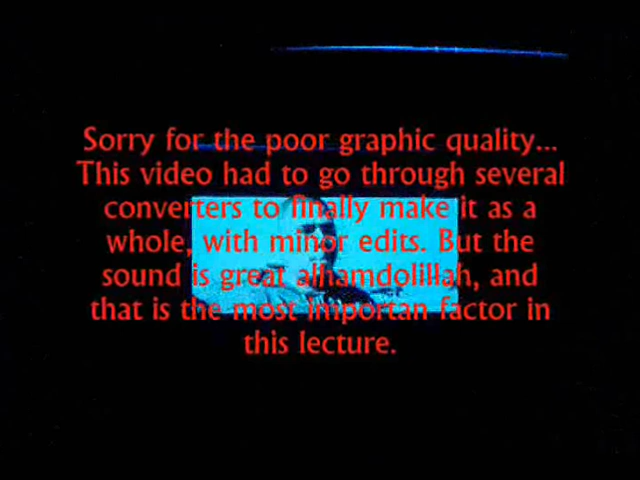 Sorry for the poor graphic quality...
This video had to go through several
converters to finally make it as a
whole, with minor edits. But the
sound is great alhamdolillah, and
that is the most importan factor in
this lecture.